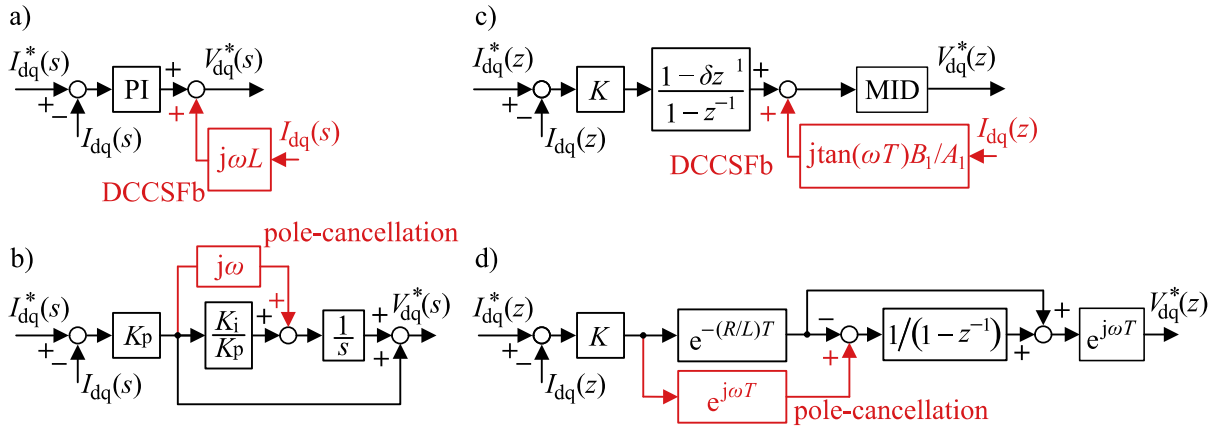 a)
I*dq(s)
+
−
Idq(s)
PI
+
+
V*dq(s)
jωL
Idq(s)
DCCSFb
c)
I*dq(z)
+
−
Idq(z)
K
1−δz 1
1−z−1
+
+
MID
V*dq(z)
jtan(ωT)B1/A1
Idq(z)
DCCSFb
b)
pole-cancellation
jω
I*dq(s)
+
−
Idq(s)
Kp
Ki
Kp
+
+
1
s
+
+
V*dq(s)
d)
I*dq(z)
+
−
Idq(z)
K
e−(R/L)T
−
+
1/(1−z−1)
+
+
ejωT
V*dq(z)
ejωT
pole-cancellation